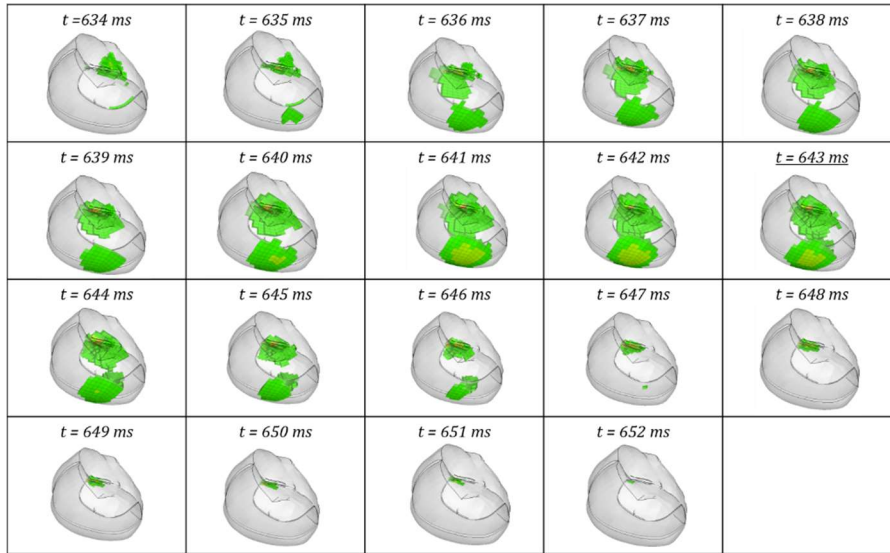 t =634 ms
t = 635 ms
t = 636 ms
t = 637 ms
t = 638 ms
t = 639 ms
t = 640 ms
t = 641 ms
t = 642 ms
t = 643 ms
t = 644 ms
t = 645 ms
t = 646 ms
t = 647 ms
t = 648 ms
t = 649 ms
t = 650 ms
t = 651 ms
t = 652 ms